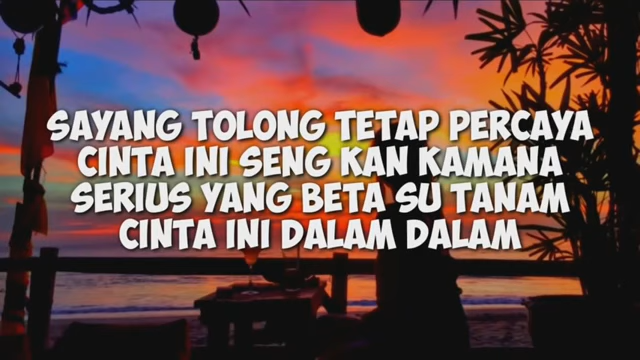 SAYANG TOLONG TETAP PERCAYA
CINTA INI SENG KAN KAMANA
SERIUS YANG BETA SU TANAM
CINTA INI DALAM DALAM